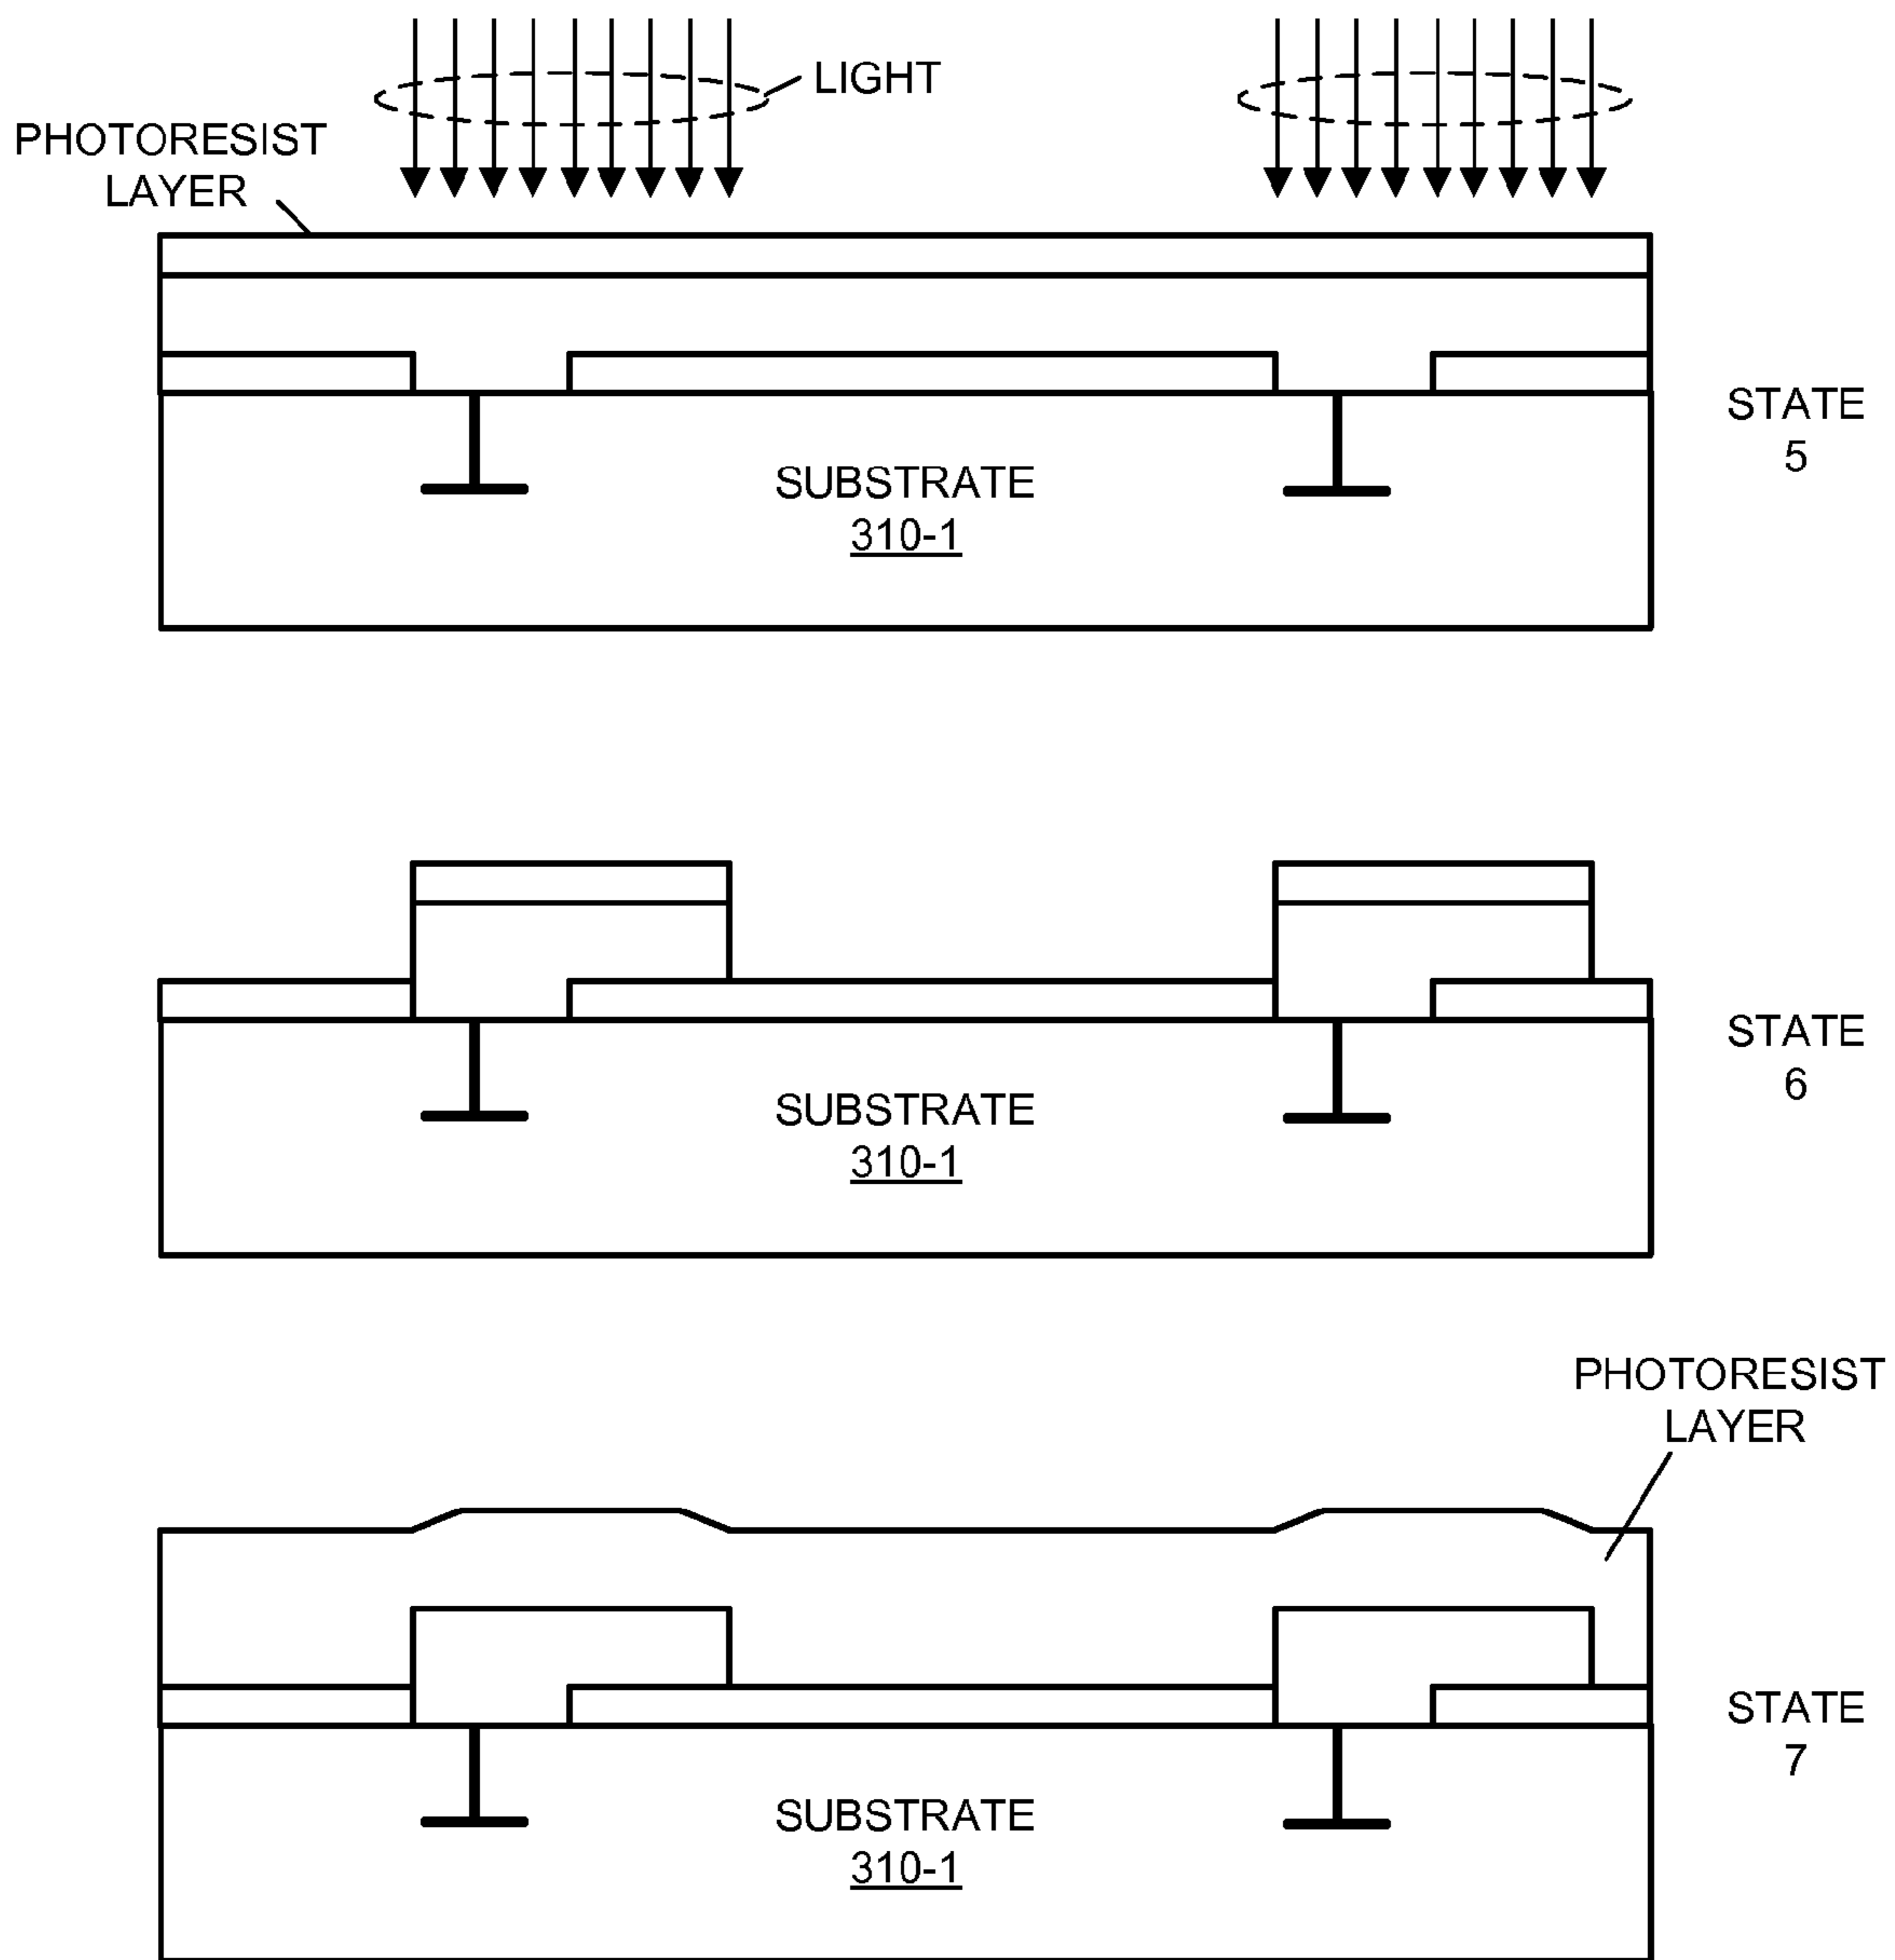 LIGHT
PHOTORESIST
LAYER
STATE
5
SUBSTRATE
310-1
STATE
6
SUBSTRATE
310-1
PHOTORESIST
LAYER
STATE
7
SUBSTRATE
310-1